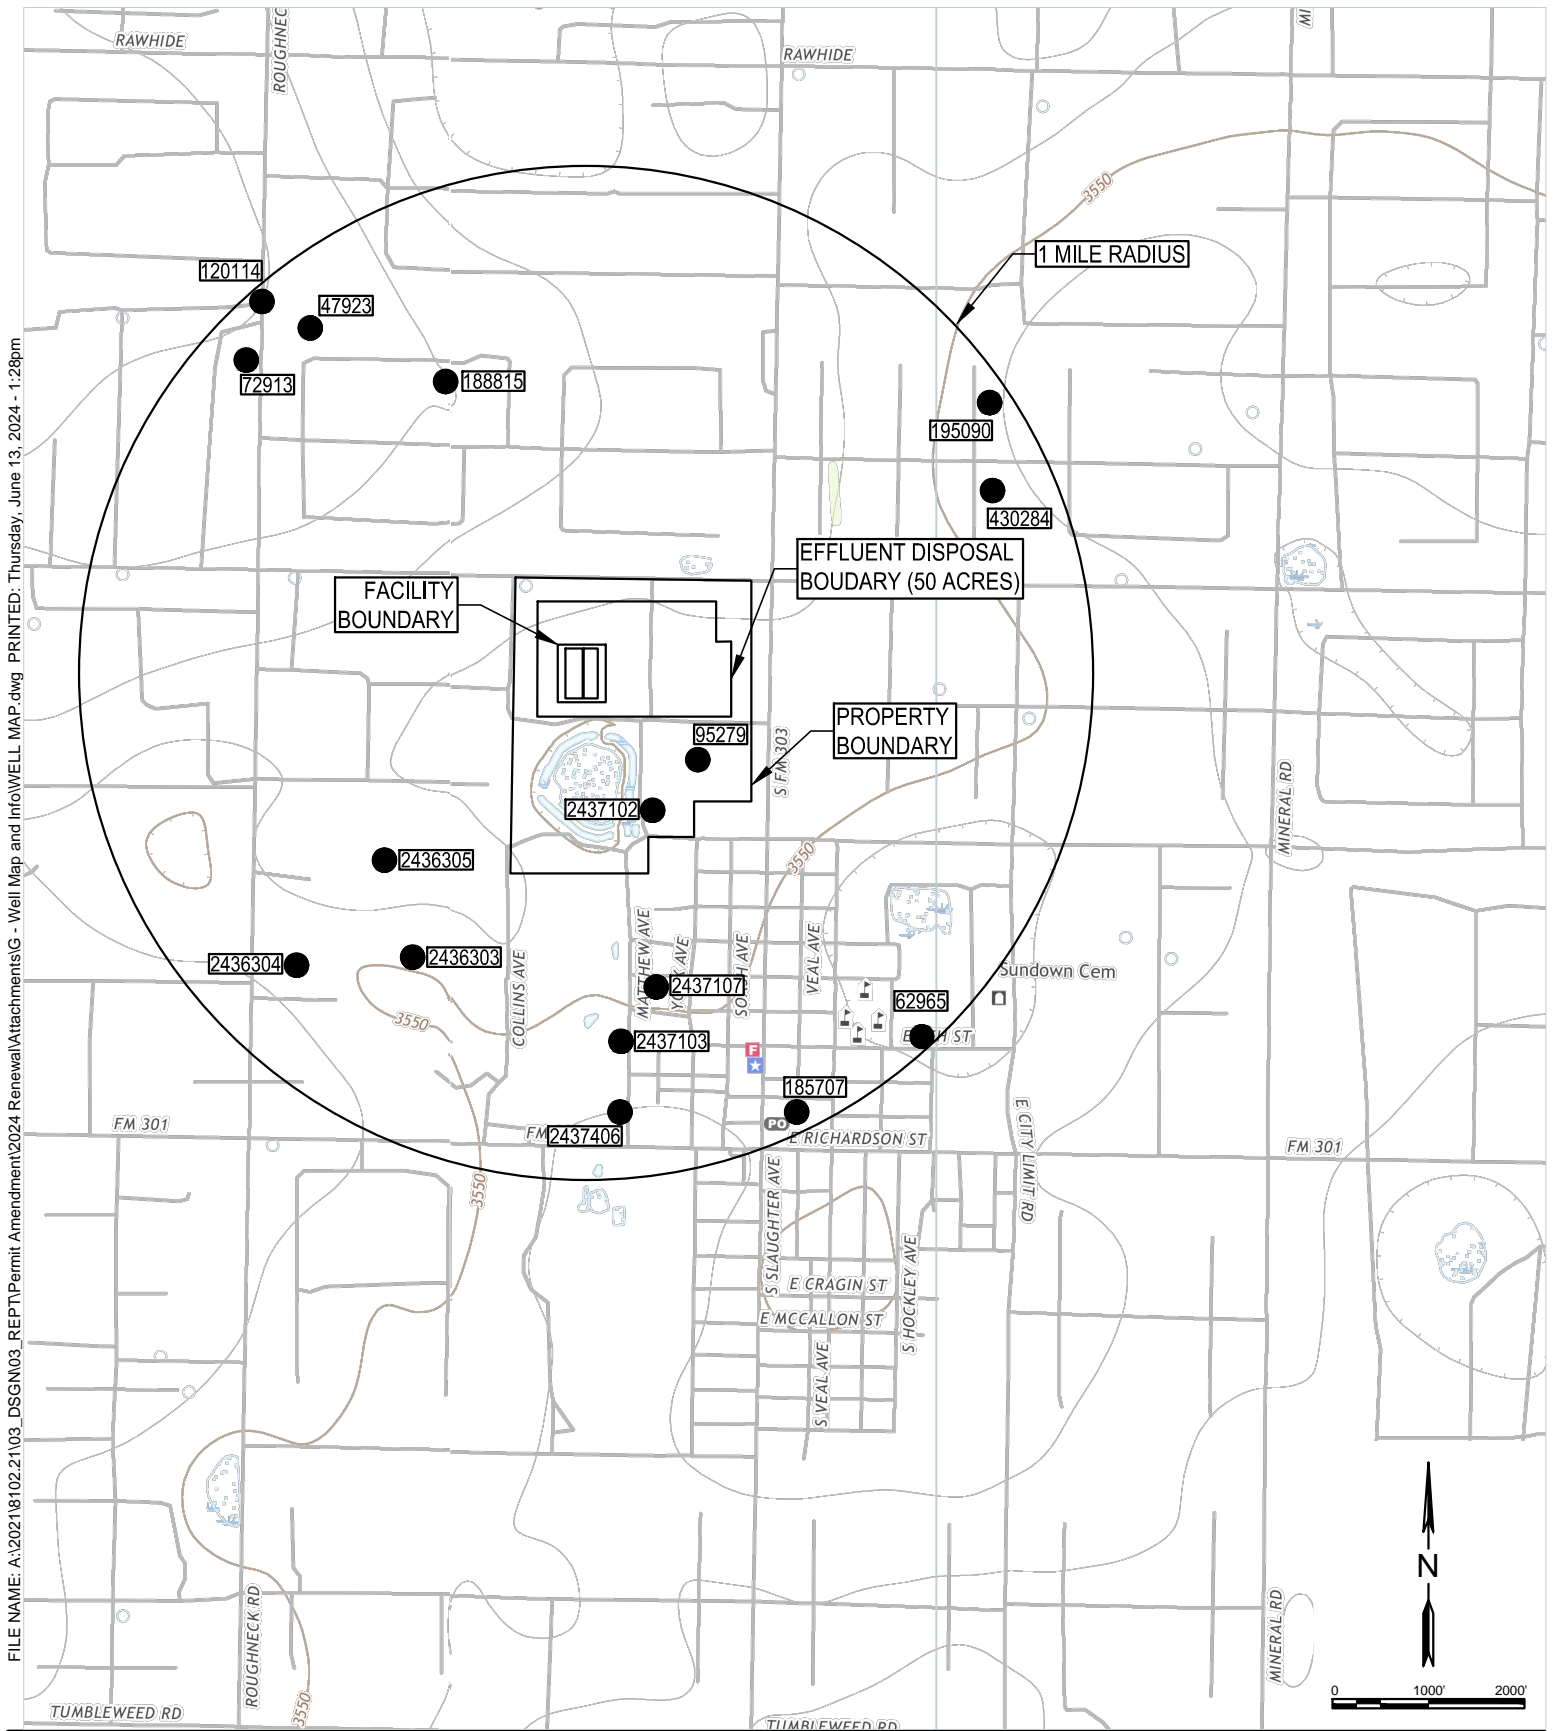 RAWHIDE
ROUGHNEC
RAWHIDE
MI
3550
1 MILE RADIUS
120114
47923
72913
188815
195090
430284
EFFLUENT DISPOSAL
BOUDARY (50 ACRES)
FACILITY
BOUNDARY
PROPERTY
BOUNDARY
95279
S FM 303
2437102
MINERAL RD
3550
2436305
2436303
2436304
COLLINS AVE
MATTHEW AVE
2437107
VEAL AVE
Sundown Cem
62965
3550
2437103
F
185707
PO
2437406
FM 301
FM
E RICHARDSON ST
E CITY LIMIT RD
FM 301
3550
S SLAUGHTER AVE
E CRAGIN ST
E MCCALLON ST
S HOCKLEY AVE
S VEAL AVE
ROUGHNECK RD
3550
MINERAL RD
N
0 1000' 2000'
TUMBLEWEED RD
TUMBLEWEED RD
FILE NAME: A:\2021\8102.21\03_DSGN\03_REPT\Permit Amendment\2024 Renewal\Attachments\G - Well Map and Info\WELL MAP.dwg PRINTED: Thursday, June 13, 2024 - 1:28pm